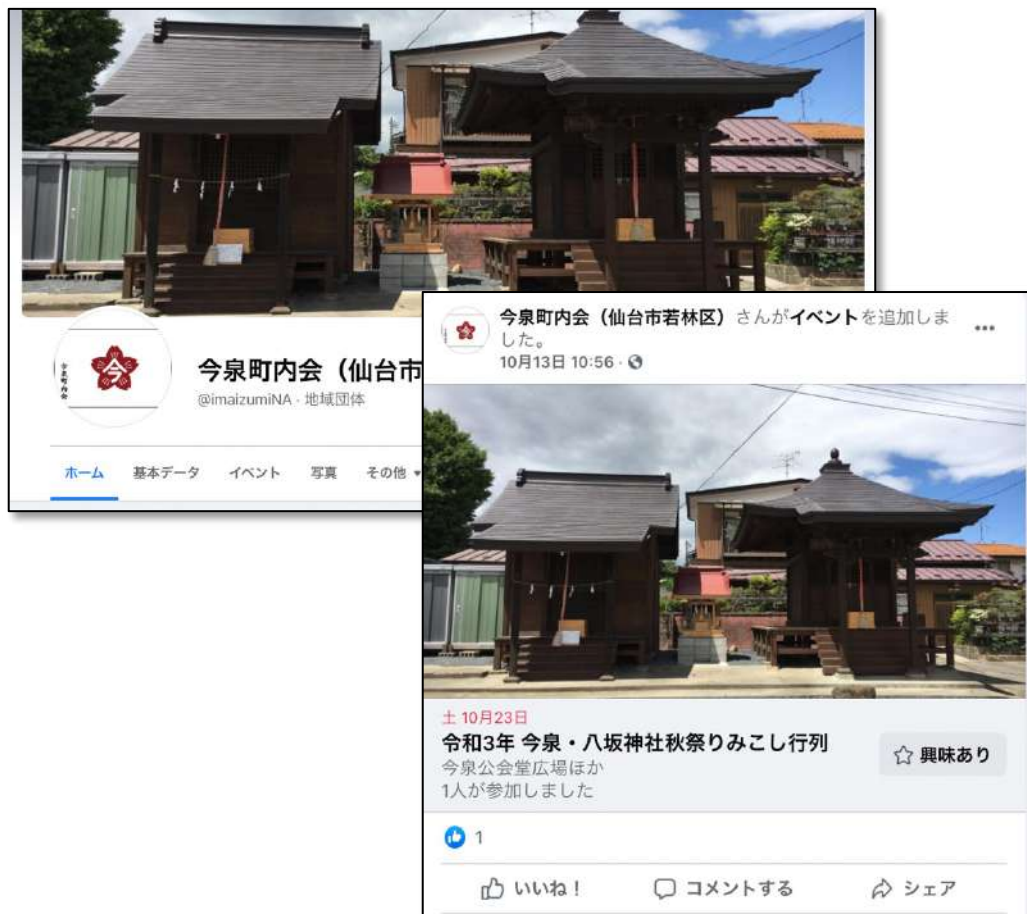 今
今泉町内会
今泉町内会（仙台市
@imaizumiNA · 地域団体
ホーム 基本データ イベント 写真 その他
今
今泉町内会（仙台市若林区）さんがイベントを追加しま
した。
10月13日 10:56
土 10月23日
令和3年 今泉・八坂神社秋祭りみこし行列
今泉公会堂広場ほか
1人が参加しました
興味あり
1
いいね！ コメントする シェア